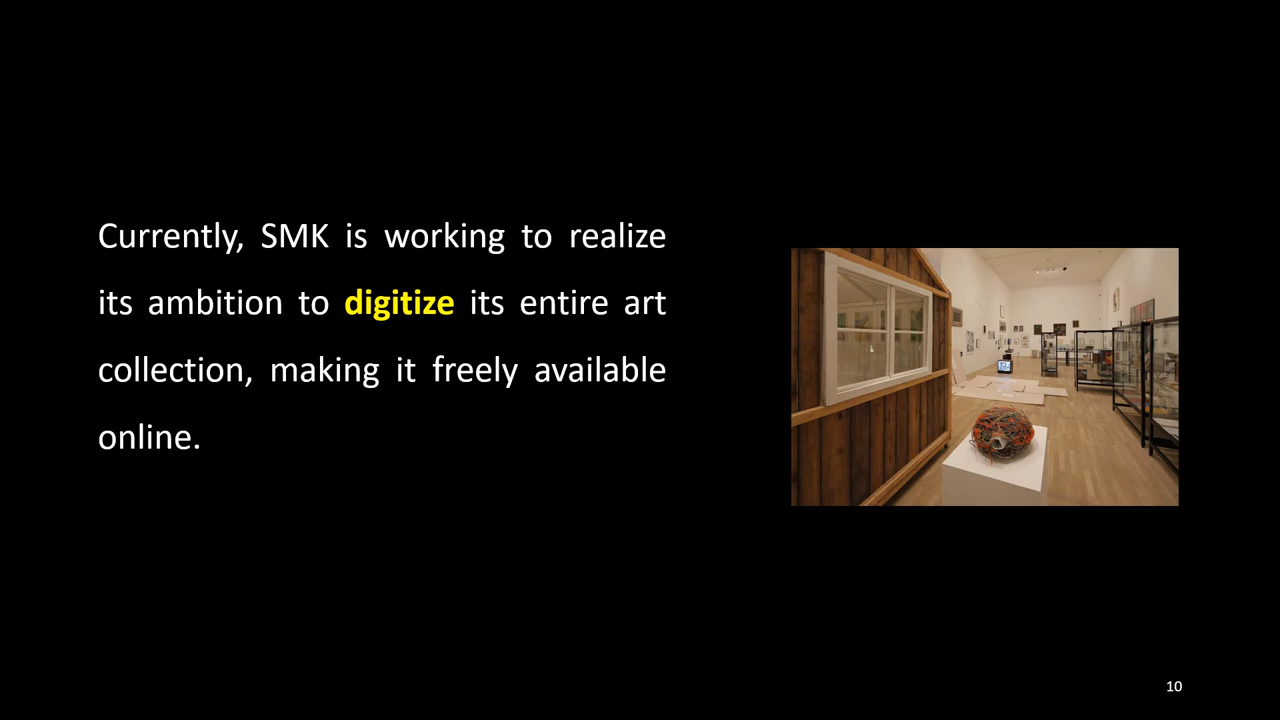 Currently, SMK is working to realize
its ambition to digitize its entire art
collection, making it freely available
online.
10